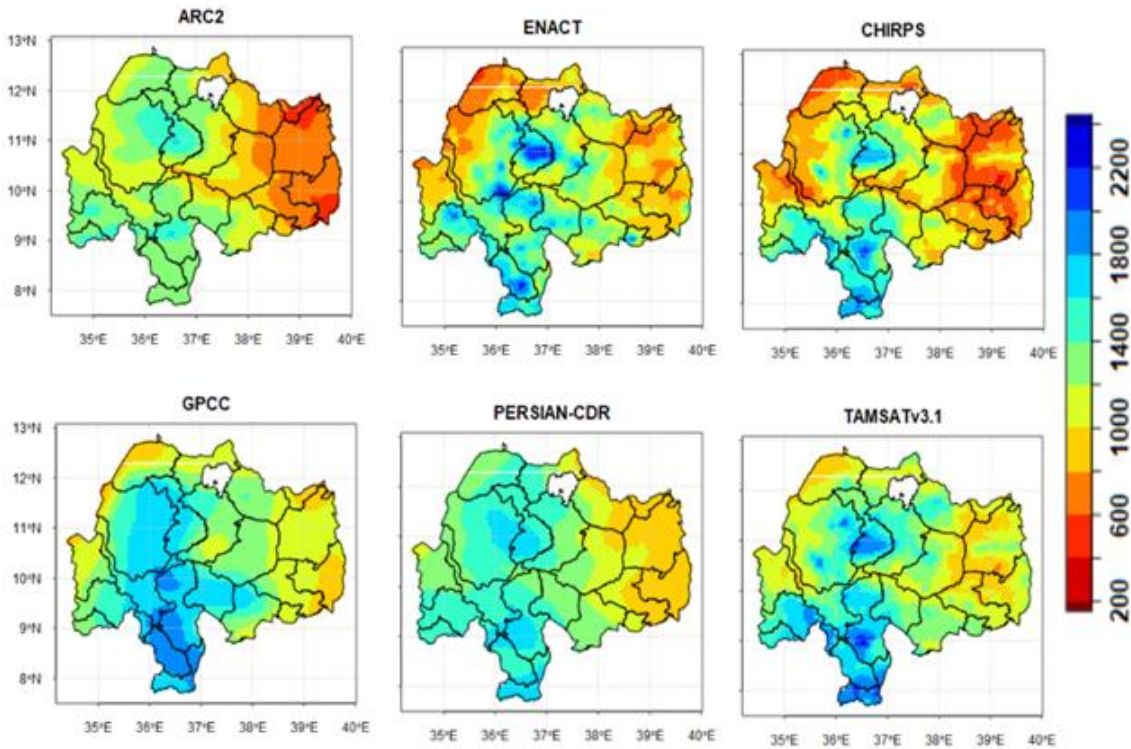 ARC2
ENACT
CHIRPS
13°N
12°N
11°N
10°N
9°N
8°N
35°E 36°E 37°E 38°E 39°E 40°E
35°E 36°E 37°E 38°E 39°E 40°E
35°E 36°E 37°E 38°E 39°E 40°E
GPCC
PERSIAN-CDR
TAMSATv3.1
13°N
12°N
11°N
10°N
9°N
8°N
35°E 36°E 37°E 38°E 39°E 40°E
35°E 36°E 37°E 38°E 39°E 40°E
35°E 36°E 37°E 38°E 39°E 40°E
2200
1800
1400
1000
600
200